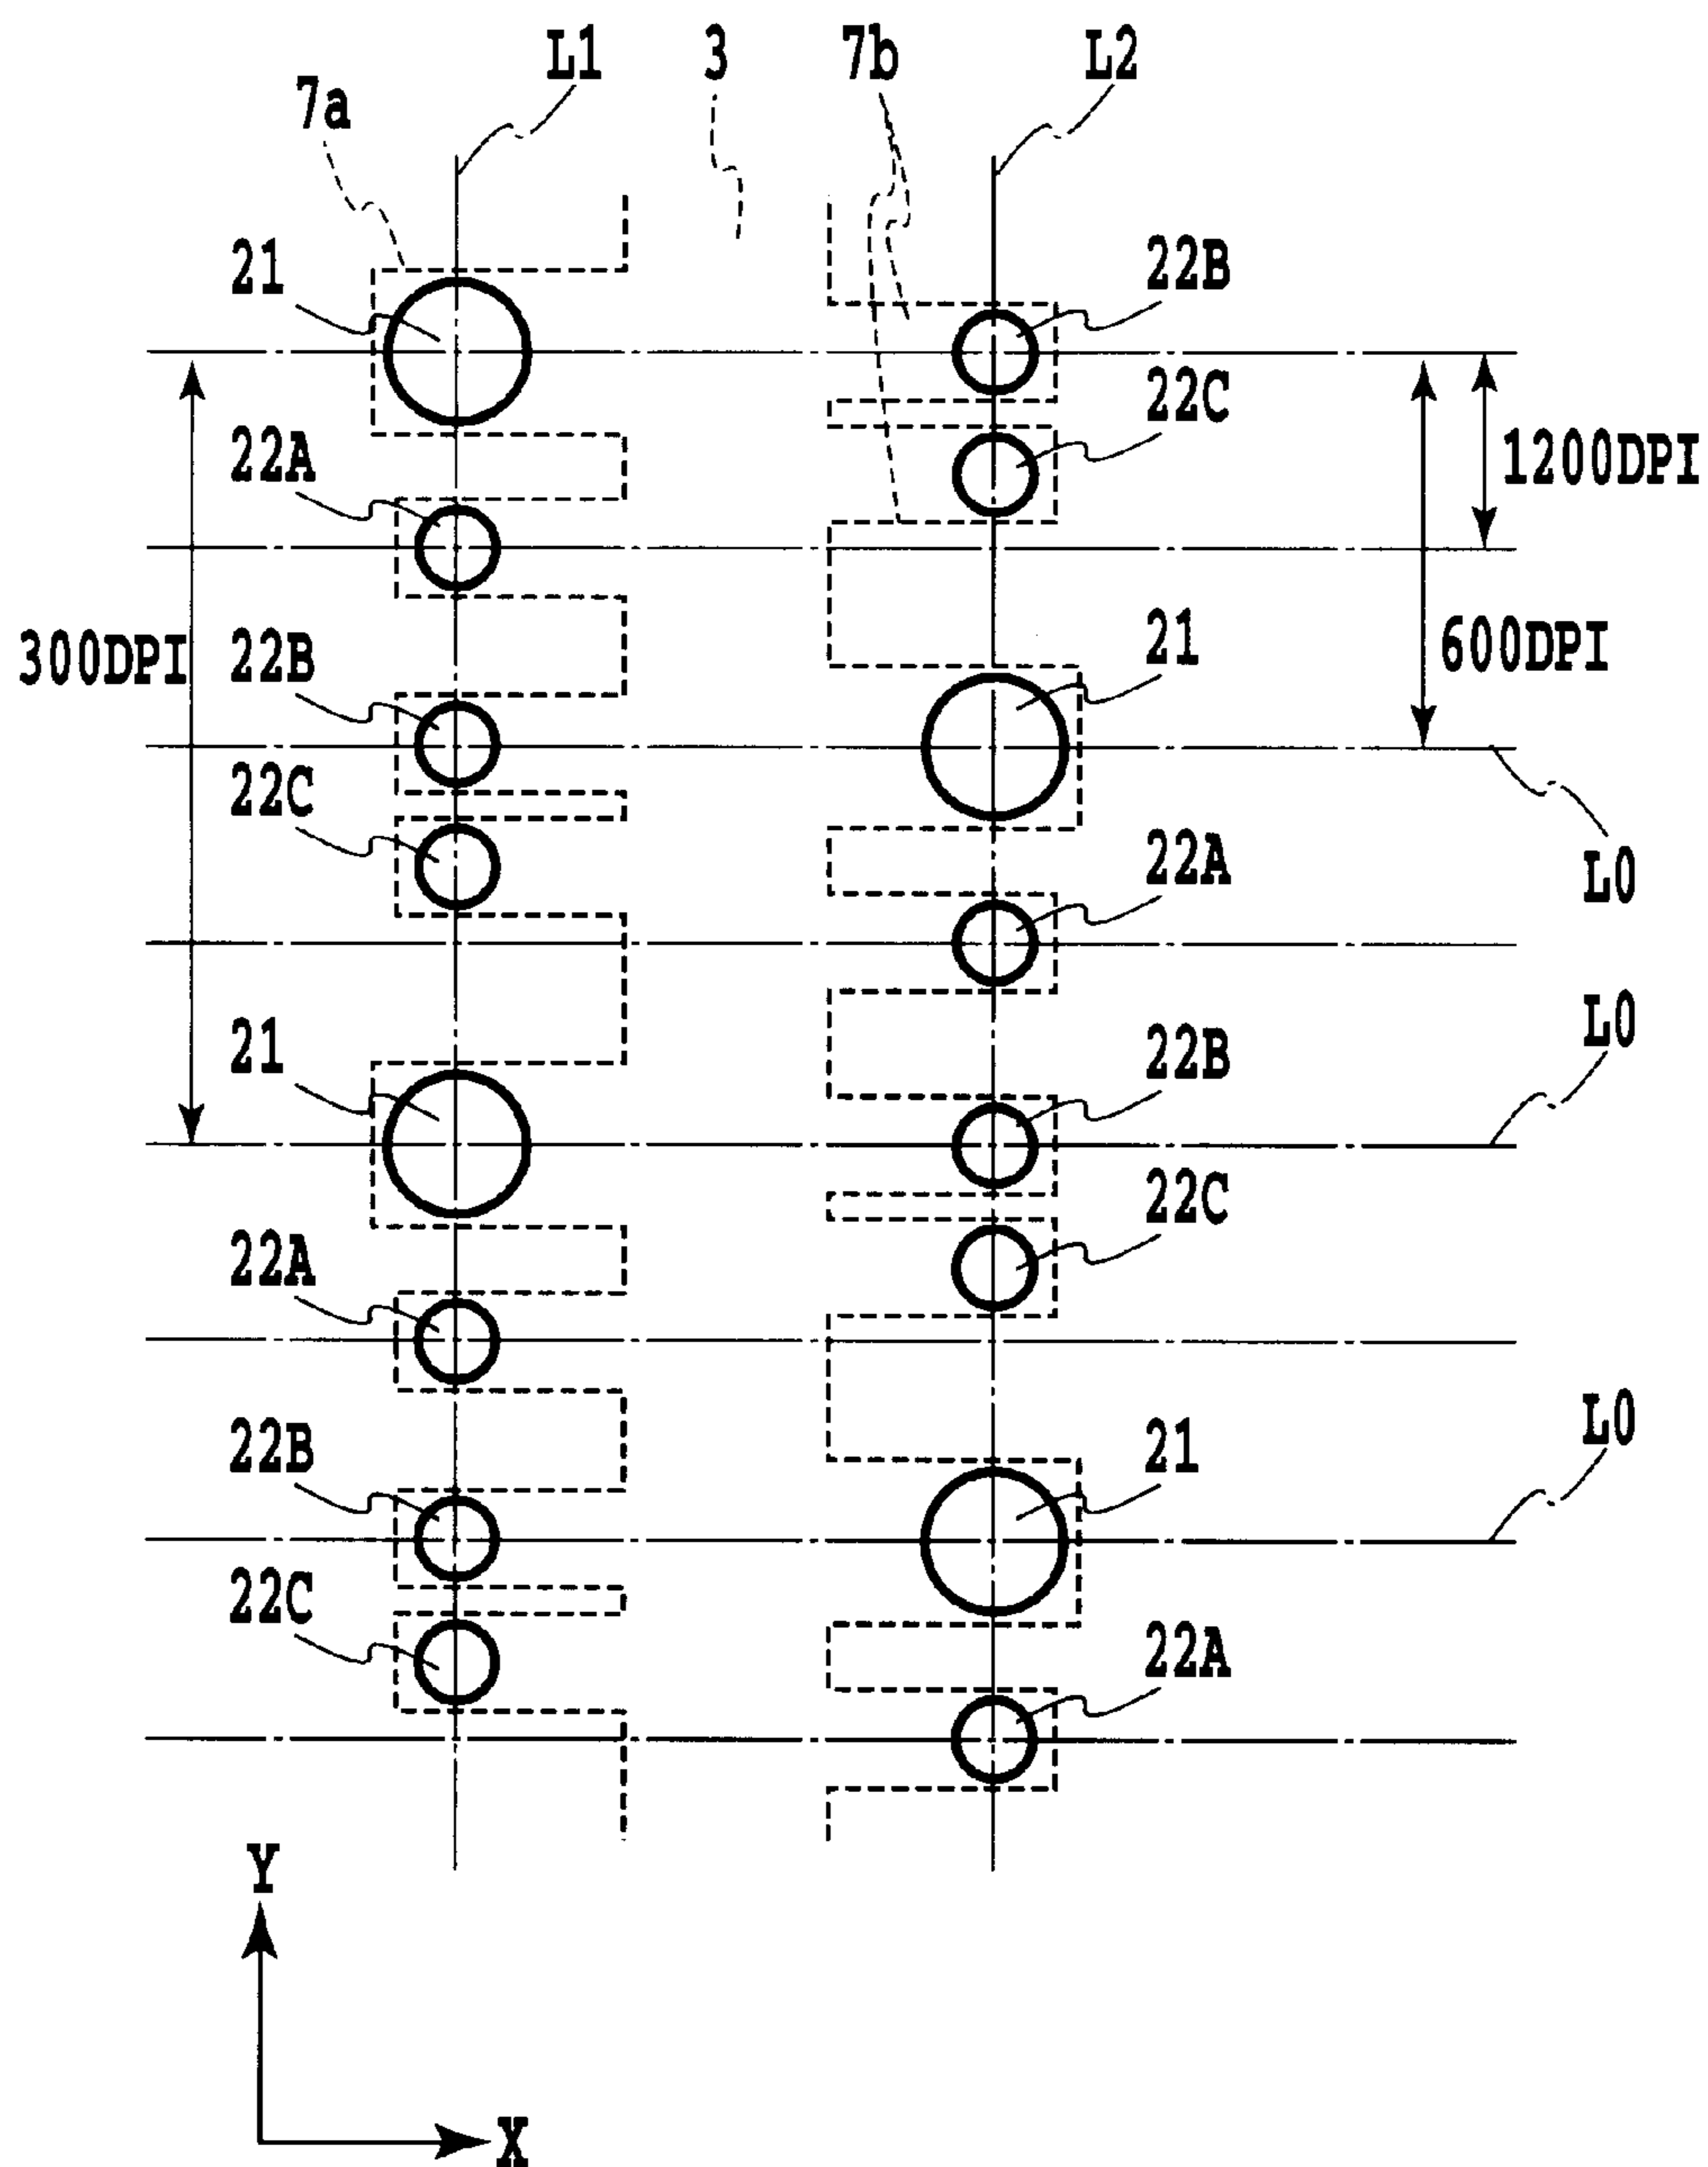 L1 3 7b L2
7a
21 22B
22C
22A 1200DPI
300DPI 22B 21 600DPI
22C
22A L0
21 22B L0
22C
22A
22B 21 L0
22C
22A
Y
X